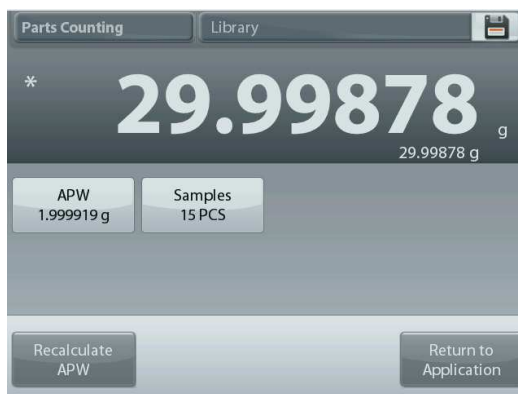 Parts Counting
Library
*
29.99878 g
29.99878 g
APW
1.999919 g
Samples
15 PCS
Recalculate
APW
Return to
Application